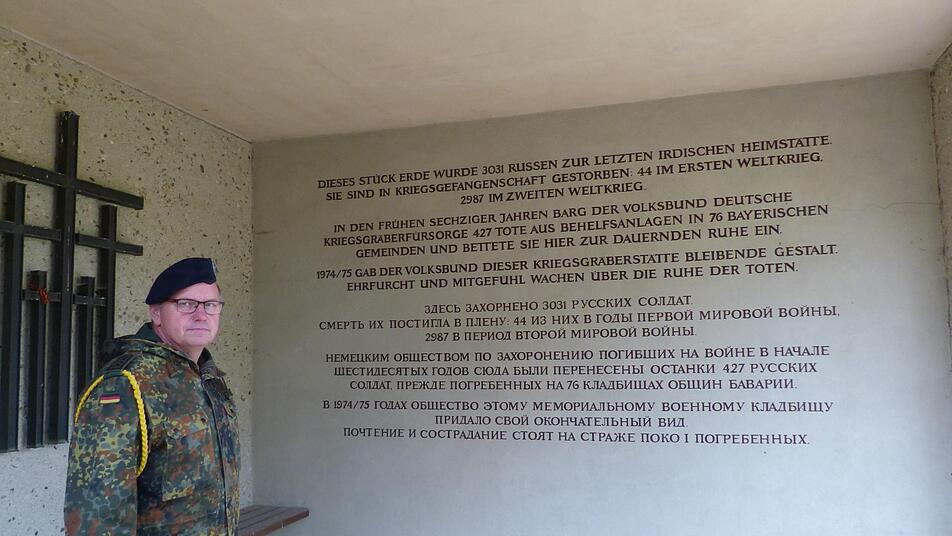 DIESES STÜCK ERDE WURDE 3031 RUSSEN ZUR LETZTEN IRDISCHEN HEIMSTATTE.
SIE SIND IN KRIEGSGEFANGENSCHAFT GESTORBEN: 44 IM ERSTEN WELTKRIEG,
2987 IM ZWEITEN WELTKRIEG.
IN DEN FRÜHEN SECHZIGER JAHREN BARG DER VOLKSBUND DEUTSCHE
KRIEGSGRABERFÜRSORGE 427 TOTE AUS BEHELFSANLAGEN IN 76 BAYERISCHEN
GEMEINDEN UND BETTETE SIE HIER ZUR DAUERNDEN RUHE EIN.
1974/75 GAB DER VOLKSBUND DIESER KRIEGSGRABERSTATTE BLEIBENDE GESTALT.
EHRFURCHT UND MITGEFÜHL WACHEN ÜBER DIE RUHE DER TOTEN.
ЗДЕСЬ ЗАХОРНЕНО 3031 РУССКИХ СОЛДАТ.
СМЕРТЬ ИХ ПОСТИГЛА В ПЛЕНУ: 44 ИЗ НИХ В ГОДЫ ПЕРВОЙ МИРОВОЙ ВОЙНЫ,
2987 В ПЕРИОД ВТОРОЙ МИРОВОЙ ВОЙНЫ.
НЕМЕЦКИМ ОБЩЕСТВОМ ПО ЗАХОРОНЕНИЮ ПОГИБШИХ НА ВОЙНЕ В НАЧАЛЕ
ШЕСТИДЕСЯТЫХ ГОДОВ СЮДА БЫЛИ ПЕРЕНЕСЕНЫ ОСТАНКИ 427 РУССКИХ
СОЛДАТ, ПРЕЖДЕ ПОГРЕБЕННЫХ НА 76 КЛАДБИЩАХ ОБЩИН БАВАРИИ.
В 1974/75 ГОДАХ ОБЩЕСТВО ЭТОМУ МЕМОРИАЛЬНОМУ ВОЕННОМУ КЛАДБИЩУ
ПРИДАЛО СВОЙ ОКОНЧАТЕЛЬНЫЙ ВИД.
ПОЧТЕНИЕ И СОСТРАДАНИЕ СТОЯТ НА СТРАЖЕ ПОКО I ПОГРЕБЕННЫХ.